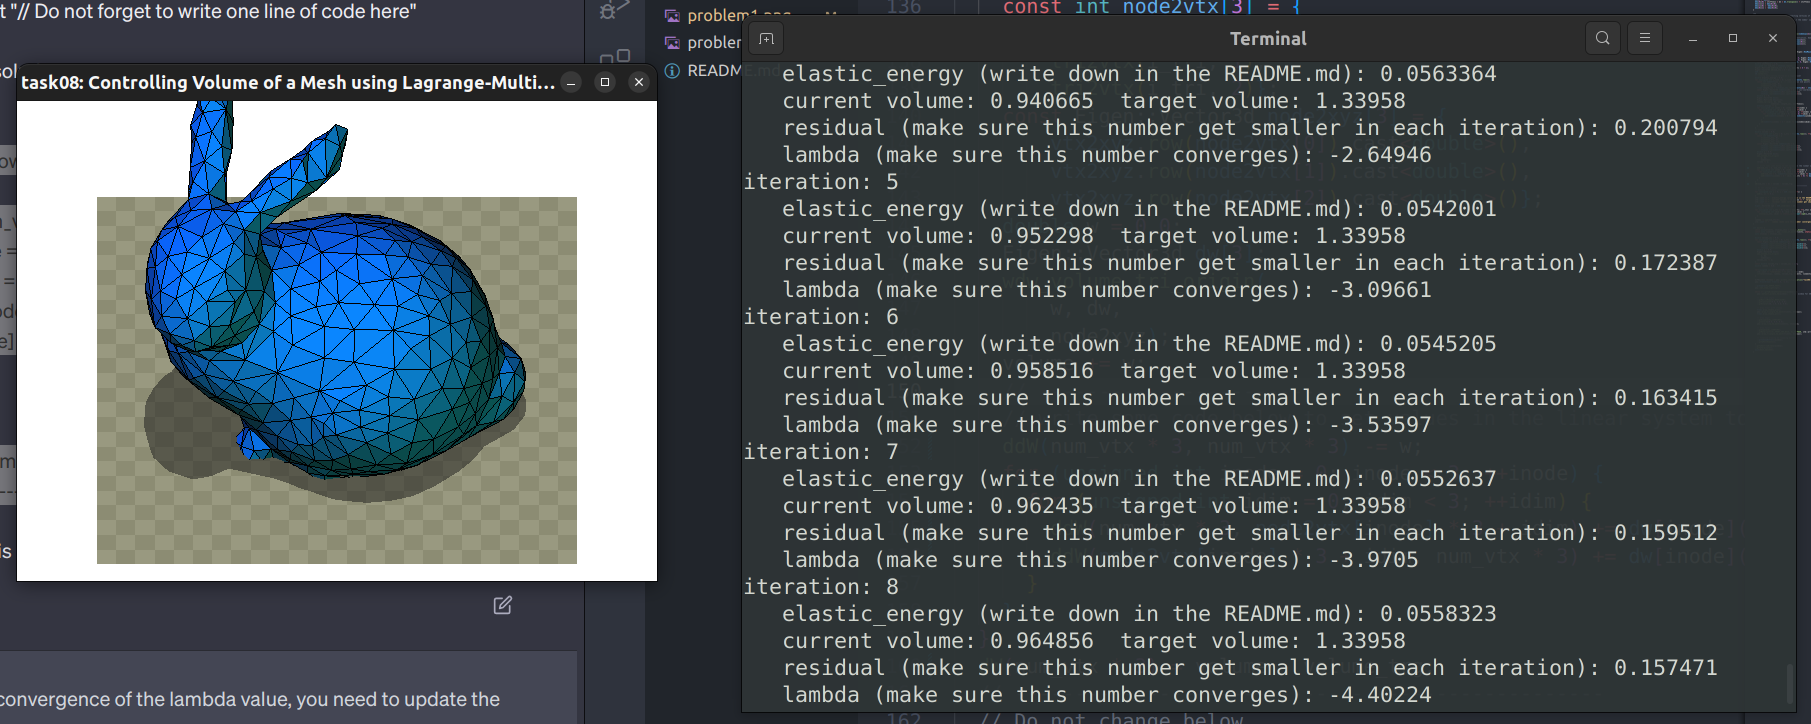 t "// Do not forget to write one line of code here"
task08: Controlling Volume of a Mesh using Lagrange-Multi...
convergence of the lambda value, you need to update the
problem1.png M
README.md
136 const int node2vtx[3] = {
Terminal
elastic_energy (write down in the README.md): 0.0563364
current volume: 0.940665 target volume: 1.33958
residual (make sure this number get smaller in each iteration): 0.200794
lambda (make sure this number converges): -2.64946
iteration: 5
elastic_energy (write down in the README.md): 0.0542001
current volume: 0.952298 target volume: 1.33958
residual (make sure this number get smaller in each iteration): 0.172387
lambda (make sure this number converges): -3.09661
iteration: 6
elastic_energy (write down in the README.md): 0.0545205
current volume: 0.958516 target volume: 1.33958
residual (make sure this number get smaller in each iteration): 0.163415
lambda (make sure this number converges): -3.53597
iteration: 7
elastic_energy (write down in the README.md): 0.0552637
current volume: 0.962435 target volume: 1.33958
residual (make sure this number get smaller in each iteration): 0.159512
lambda (make sure this number converges): -3.9705
iteration: 8
elastic_energy (write down in the README.md): 0.0558323
current volume: 0.964856 target volume: 1.33958
residual (make sure this number get smaller in each iteration): 0.157471
lambda (make sure this number converges): -4.40224
162 // Do not change below